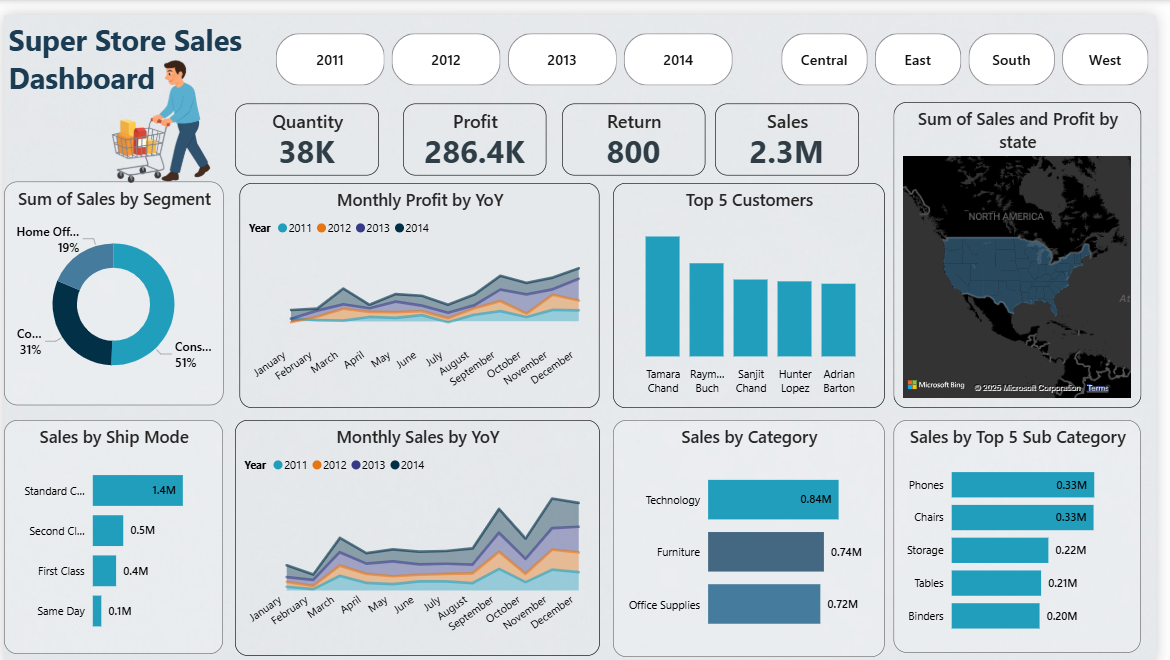 Super Store Sales
Dashboard
2011
2012
2013
2014
Central
East
South
West
Quantity
38K
Profit
286.4K
Return
800
Sales
2.3M
Sum of Sales and Profit by
state
NORTH AMERICA
At
Microsoft Bing
© 2025 Microsoft Corporation Terms
Sum of Sales by Segment
Home Off...
19%
Co...
31%
Cons...
51%
Monthly Profit by YoY
Year 2011 2012 2013 2014
January
February
March
April
May
June
July
August
September
October
November
December
Top 5 Customers
Tamara
Chand
Raym...
Buch
Sanjit
Chand
Hunter
Lopez
Adrian
Barton
Sales by Ship Mode
Standard C... 1.4M
Second Cl... 0.5M
First Class 0.4M
Same Day 0.1M
Monthly Sales by YoY
Year 2011 2012 2013 2014
January
February
March
April
May
June
July
August
September
October
November
December
Sales by Category
Technology 0.84M
Furniture 0.74M
Office Supplies 0.72M
Sales by Top 5 Sub Category
Phones 0.33M
Chairs 0.33M
Storage 0.22M
Tables 0.21M
Binders 0.20M